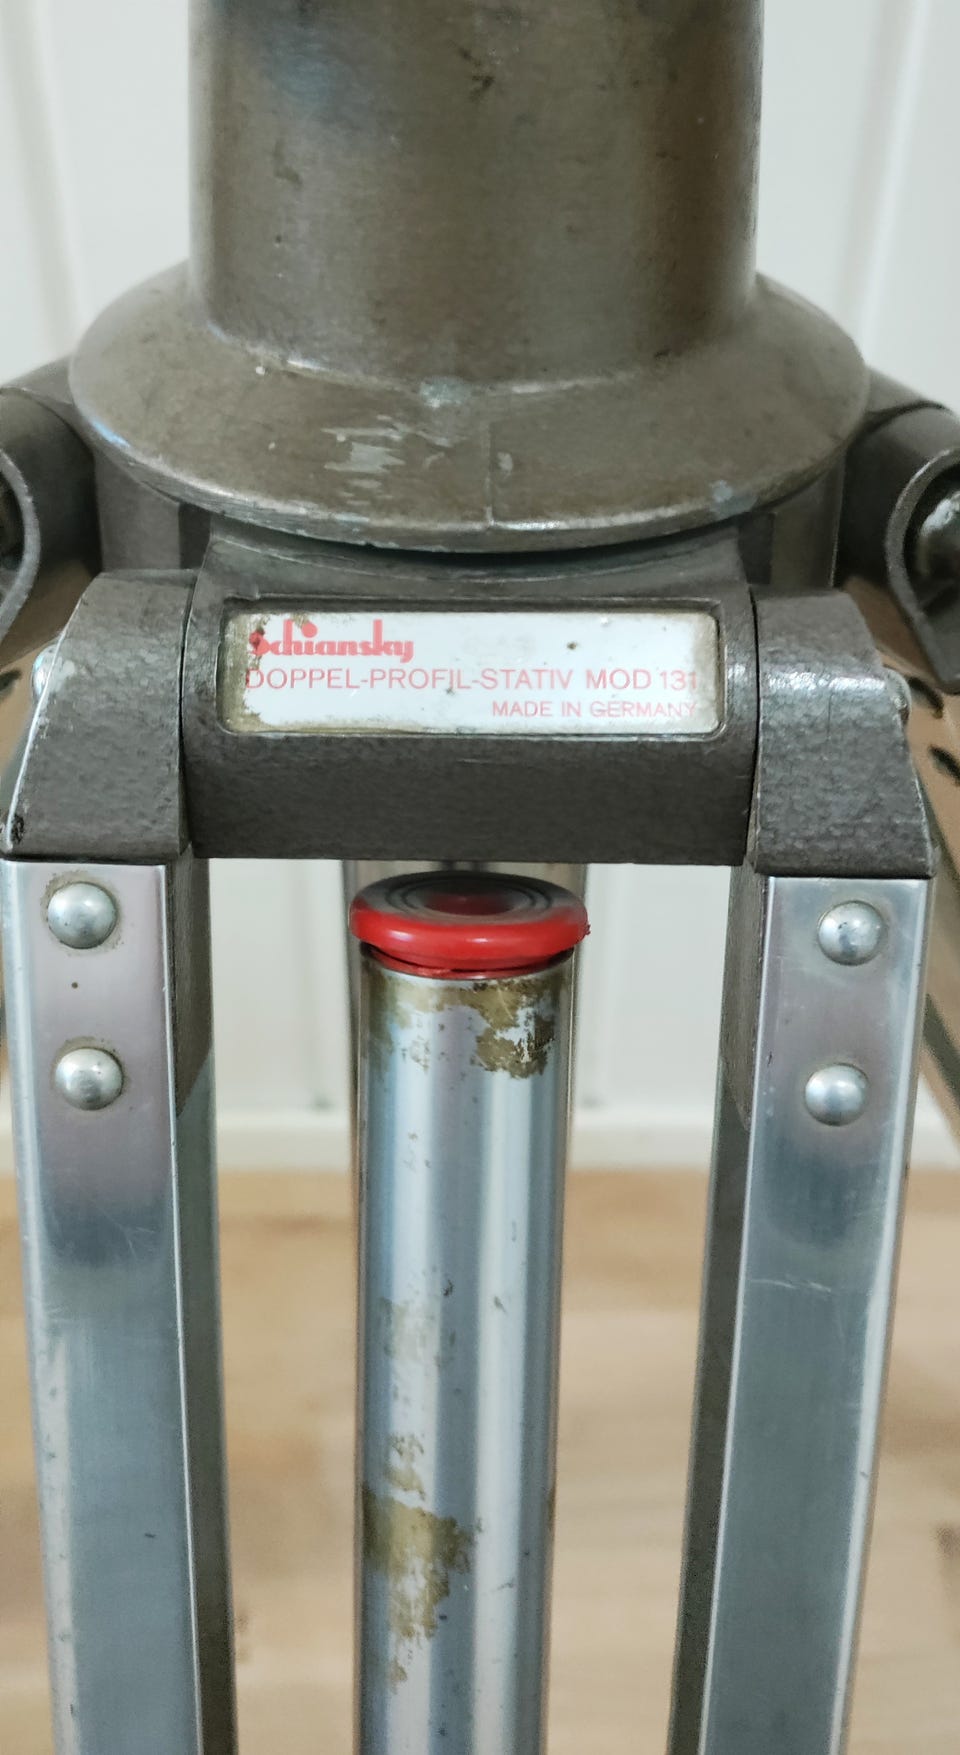 Schiansky
DOPPEL-PROFIL-STATIV MOD 131
MADE IN GERMANY